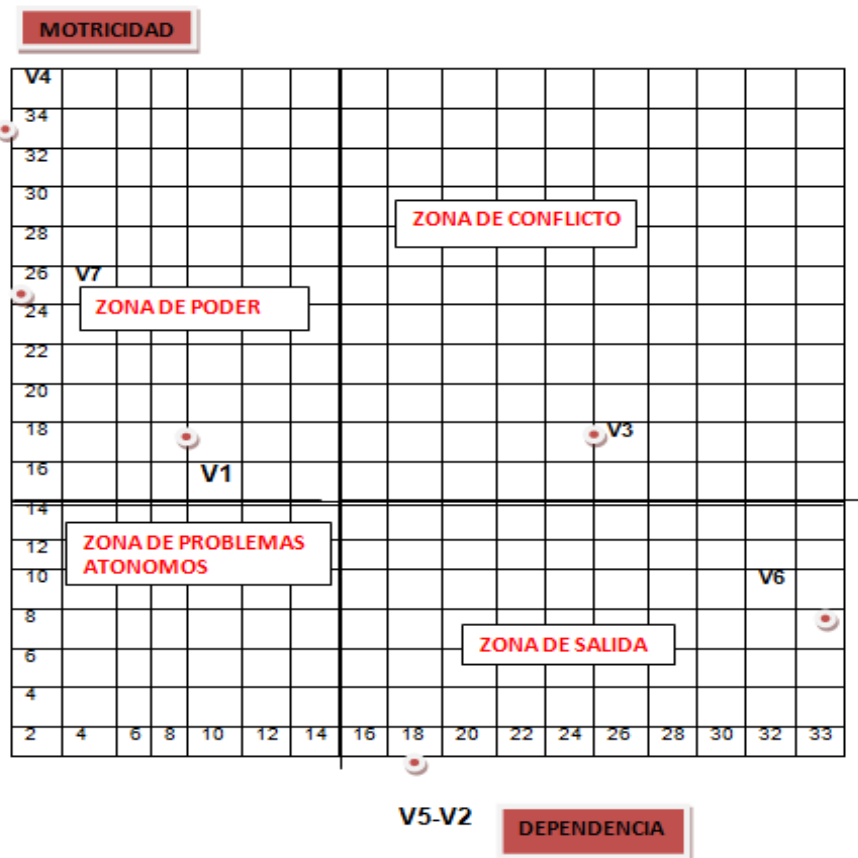 MOTRICIDAD
V4
34
32
30
ZONA DE CONFLICTO
28
26 V7
ZONA DE PODER
24
22
20
18 V3
16 V1
14
12 ZONA DE PROBLEMAS
10 ATONOMOS V6
8
6 ZONA DE SALIDA
4
2 4 6 8 10 12 14 16 18 20 22 24 26 28 30 32 33
V5-V2
DEPENDENCIA